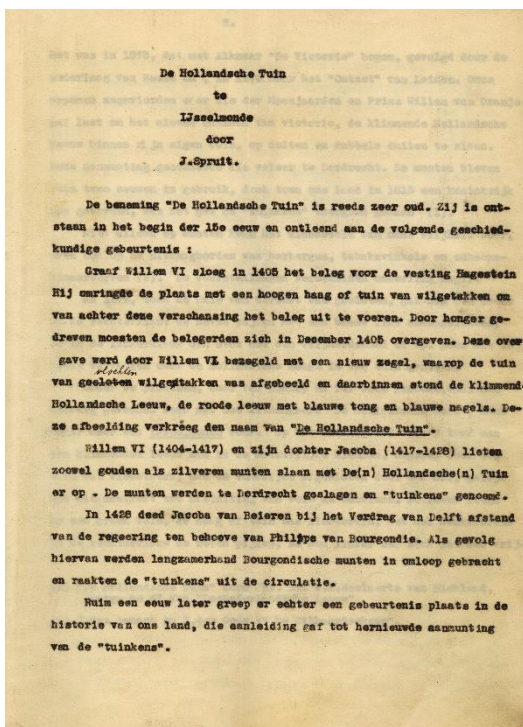 De Hollandsche Tuin
te
IJsselmonde
door
J.Spruit.
De benaming "De Hollandsche Tuin" is reeds zeer oud. Zij is ont-
staan in het begin der 15e eeuw en ontleend aan de volgende geschied-
kundige gebeurtenis :
Graaf Willem VI sloeg in 1405 het beleg voor de vesting Hagestein
Hij omringde de plaats met een hoogen haag of tuin van wilgetakken om
van achter deze verschansing het beleg uit te voeren. Door honger ge-
dreven moesten de belegerden zich in December 1405 overgeven. Deze over
gave werd door Willem VI bezegeld met een nieuw zegel, waarop de tuin
vlochten
van gesloten wilgetakken was afgebeeld en daarbinnen stond de klimmend
Hollandsche Leeuw, de roode leeuw met blauwe tong en blauwe nagels. De-
ze afbeelding verkreeg den naam van "De Hollandsche Tuin".
Willem VI (1404-1417) en zijn dochter Jacoba (1417-1428) lieten
zoowel gouden als zilveren munten slaan met De(n) Hollandsche(n) Tuin
er op . De munten werden te Dordrecht geslagen en "tuinkens" genoemd.
In 1428 deed Jacoba van Beieren bij het Verdrag van Delft afstand
van de regeering ten behoeve van Philips van Bourgondie. Als gevolg
hiervan werden langzamerhand Bourgondische munten in omloop gebracht
en raakten de "tuinkens" uit de circulatie.
Ruim een eeuw later greep er echter een gebeurtenis plaats in de
historie van ons land, die aanleiding gaf tot hernieuwde aanmunting
van de "tuinkens".